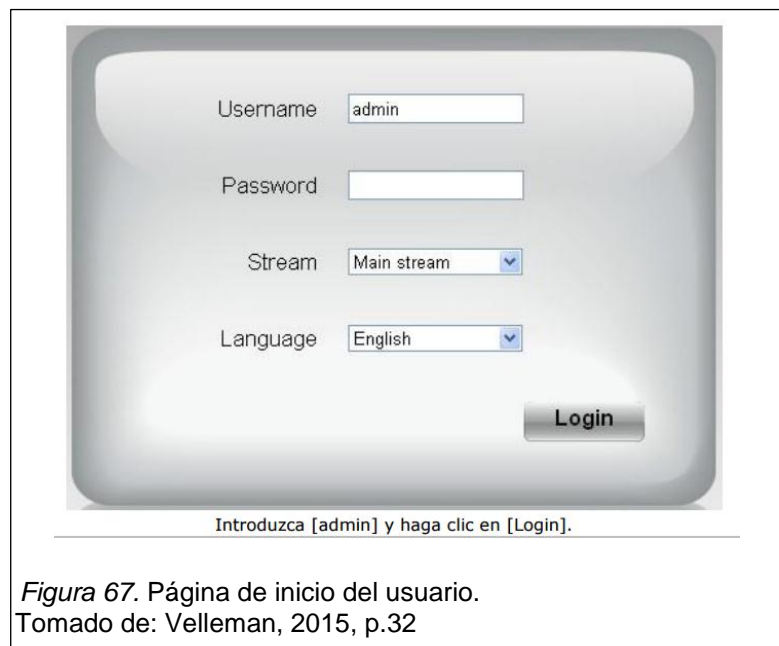 Username admin
Password
Stream Main stream
Language English
Login
Introduzca [admin] y haga clic en [Login].
Figura 67. Página de inicio del usuario.
Tomado de: Velleman, 2015, p.32